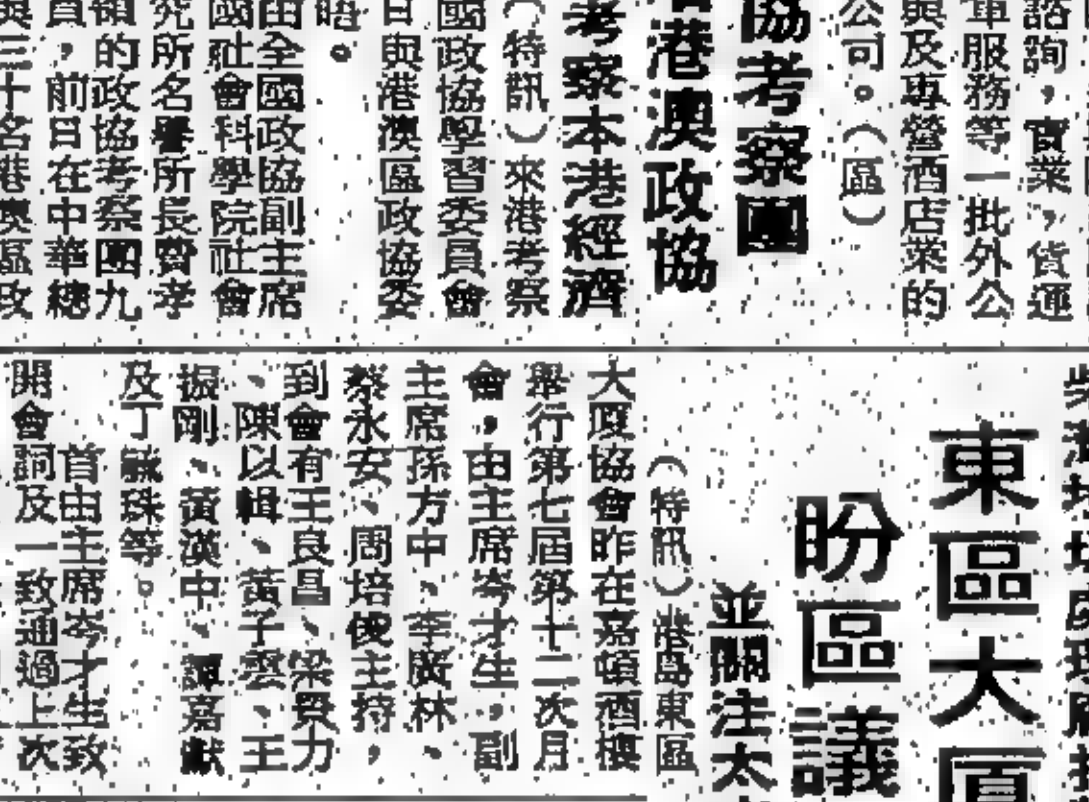 諮詢，實業，貨運
車服務等一批外公
與及專營酒店業的
公司。（區）
協考察團
港澳政協
考察本港經濟
（特訊）來港考察
國政協學習委員會
日與港澳區政協委
晤。
由全國政協副主席
國社會科學院社會
究所名譽所長費孝
領的政協考察團九
員，前日在中華總
與三十名港澳區政
東區大廈
盼區議
並關注太
（特訊）港島東區
大廈協會昨在嘉頓酒樓
舉行第七屆第十二次月
會，由主席岑才生，副
主席孫方中、李廣林、
蔡永安、周培俊主持，
到會有王良昌、梁眾力
、陳以輯、黃子雲、王
振剛、黃漢中、譚嘉猷
及丁毓珠等。
首由主席岑才生致
開會詞及一致通過上次